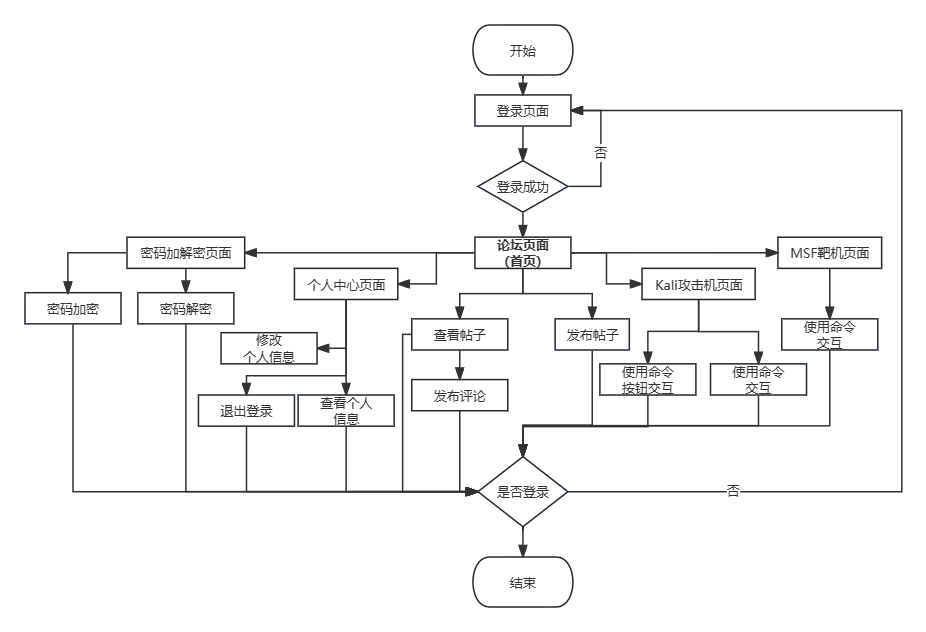 开始
登录页面
否
登录成功
密码加解密页面
论坛页面
（首页）
MSF靶机页面
个人中心页面
Kali攻击机页面
密码加密
密码解密
查看帖子
发布帖子
使用命令
交互
修改
个人信息
使用命令
按钮交互
使用命令
交互
发布评论
退出登录
查看个人
信息
是否登录
否
结束